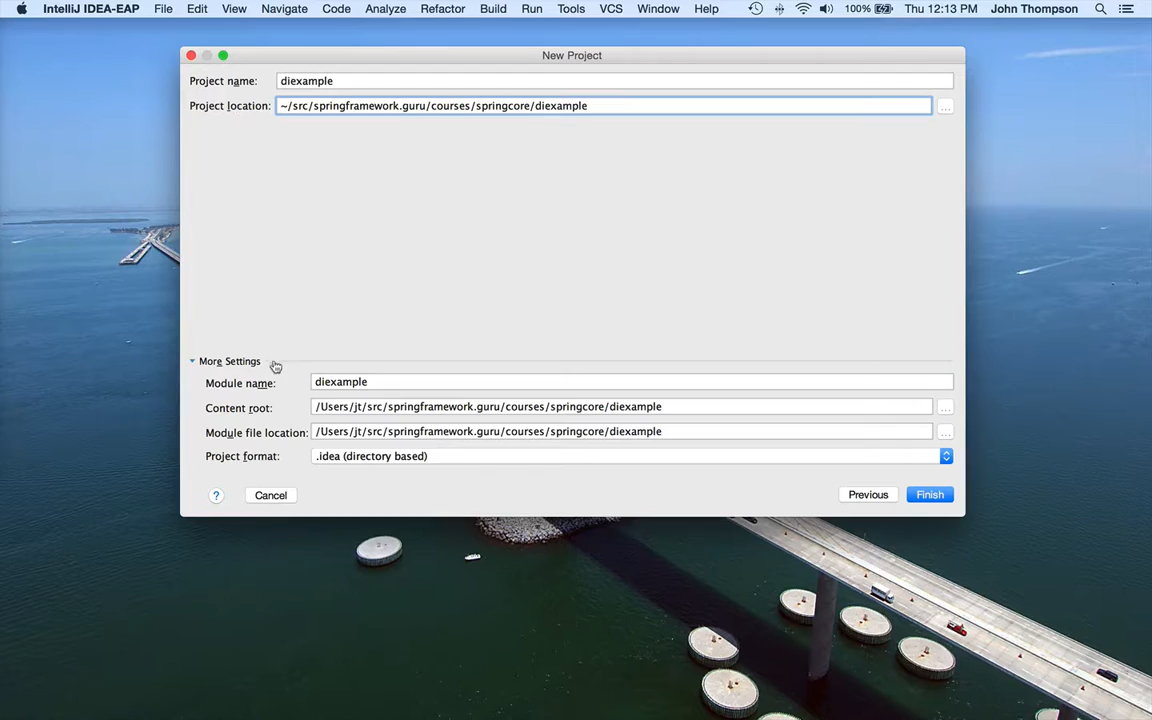 IntelliJ IDEA-EAP File Edit View Navigate Code Analyze Refactor Build Run Tools VCS Window Help 100% Thu 12:13 PM John Thompson
New Project
Project name: diexample
Project location: ~/src/springframework.guru/courses/springcore/diexample ...
More Settings
Module name: diexample
Content root: /Users/jt/src/springframework.guru/courses/springcore/diexample ...
Module file location: /Users/jt/src/springframework.guru/courses/springcore/diexample ...
Project format: .idea (directory based)
? Cancel Previous Finish